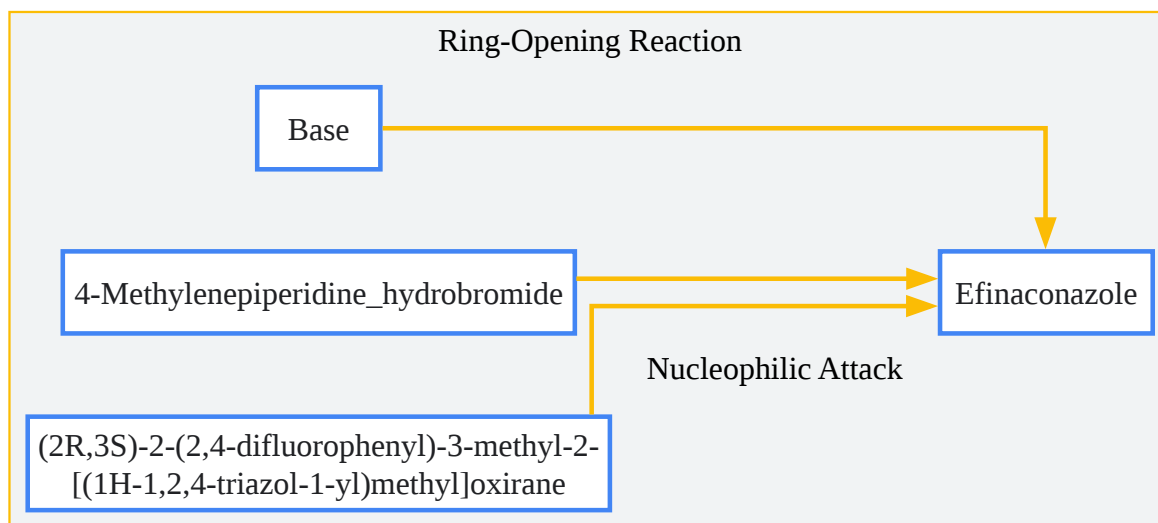 Ring-Opening Reaction
Base
4-Methylenepiperidine_hydrobromide
Efinaconazole
Nucleophilic Attack
(2R,3S)-2-(2,4-difluorophenyl)-3-methyl-2-
[(1H-1,2,4-triazol-1-yl)methyl]oxirane